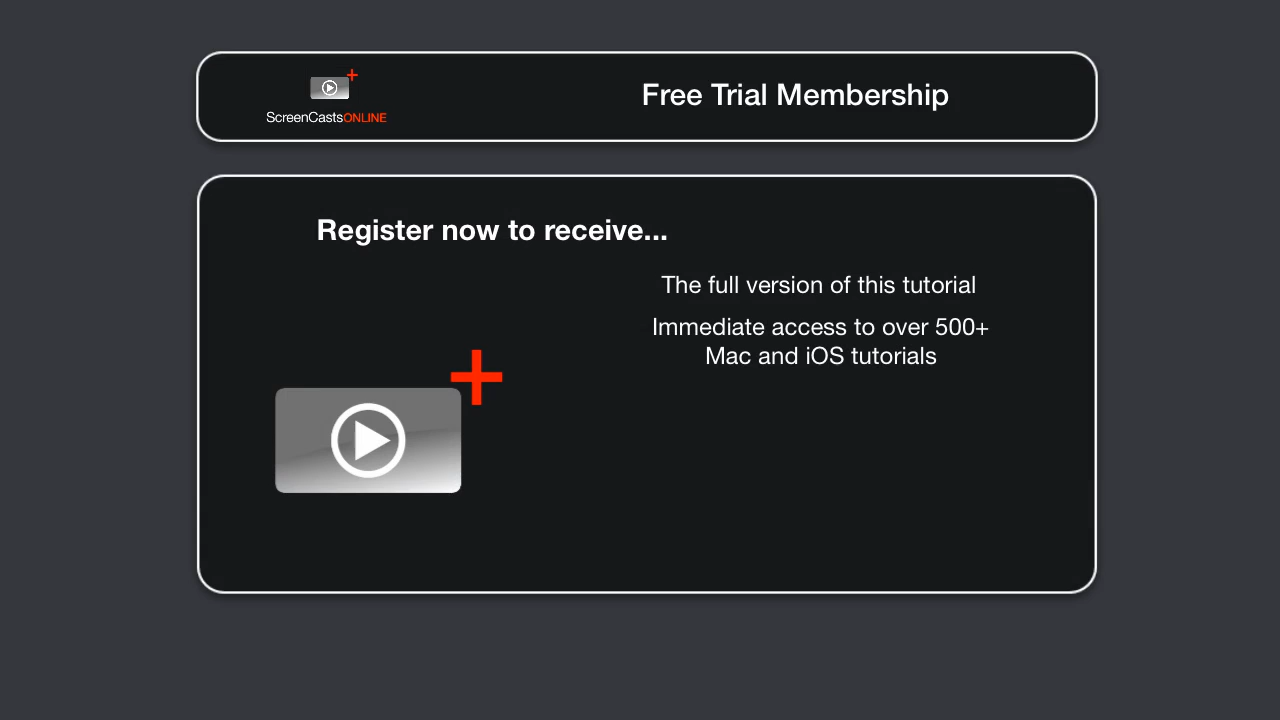 ScreenCastsONLINE
Free Trial Membership
Register now to receive...
The full version of this tutorial
Immediate access to over 500+
Mac and iOS tutorials